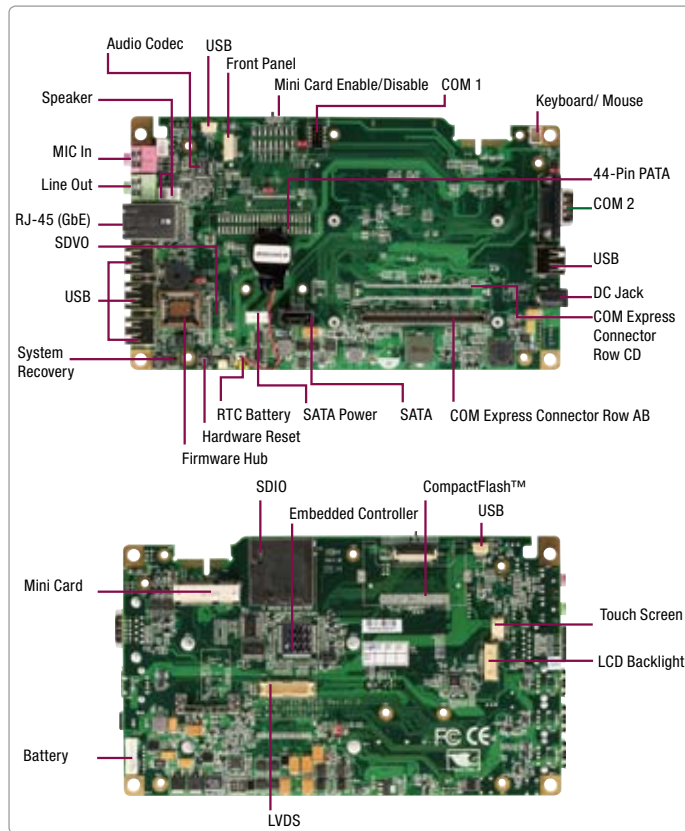 Audio Codec
USB
Front Panel
Mini Card Enable/Disable
COM 1
Speaker
Keyboard/ Mouse
MIC In
44-Pin PATA
Line Out
COM 2
RJ-45 (GbE)
SDVO
USB
USB
DC Jack
COM Express
Connector
Row CD
System
Recovery
RTC Battery
SATA Power
SATA
COM Express Connector Row AB
Hardware Reset
Firmware Hub
SDIO
CompactFlash™
Embedded Controller
USB
Mini Card
Touch Screen
LCD Backlight
FC CE
Battery
LVDS